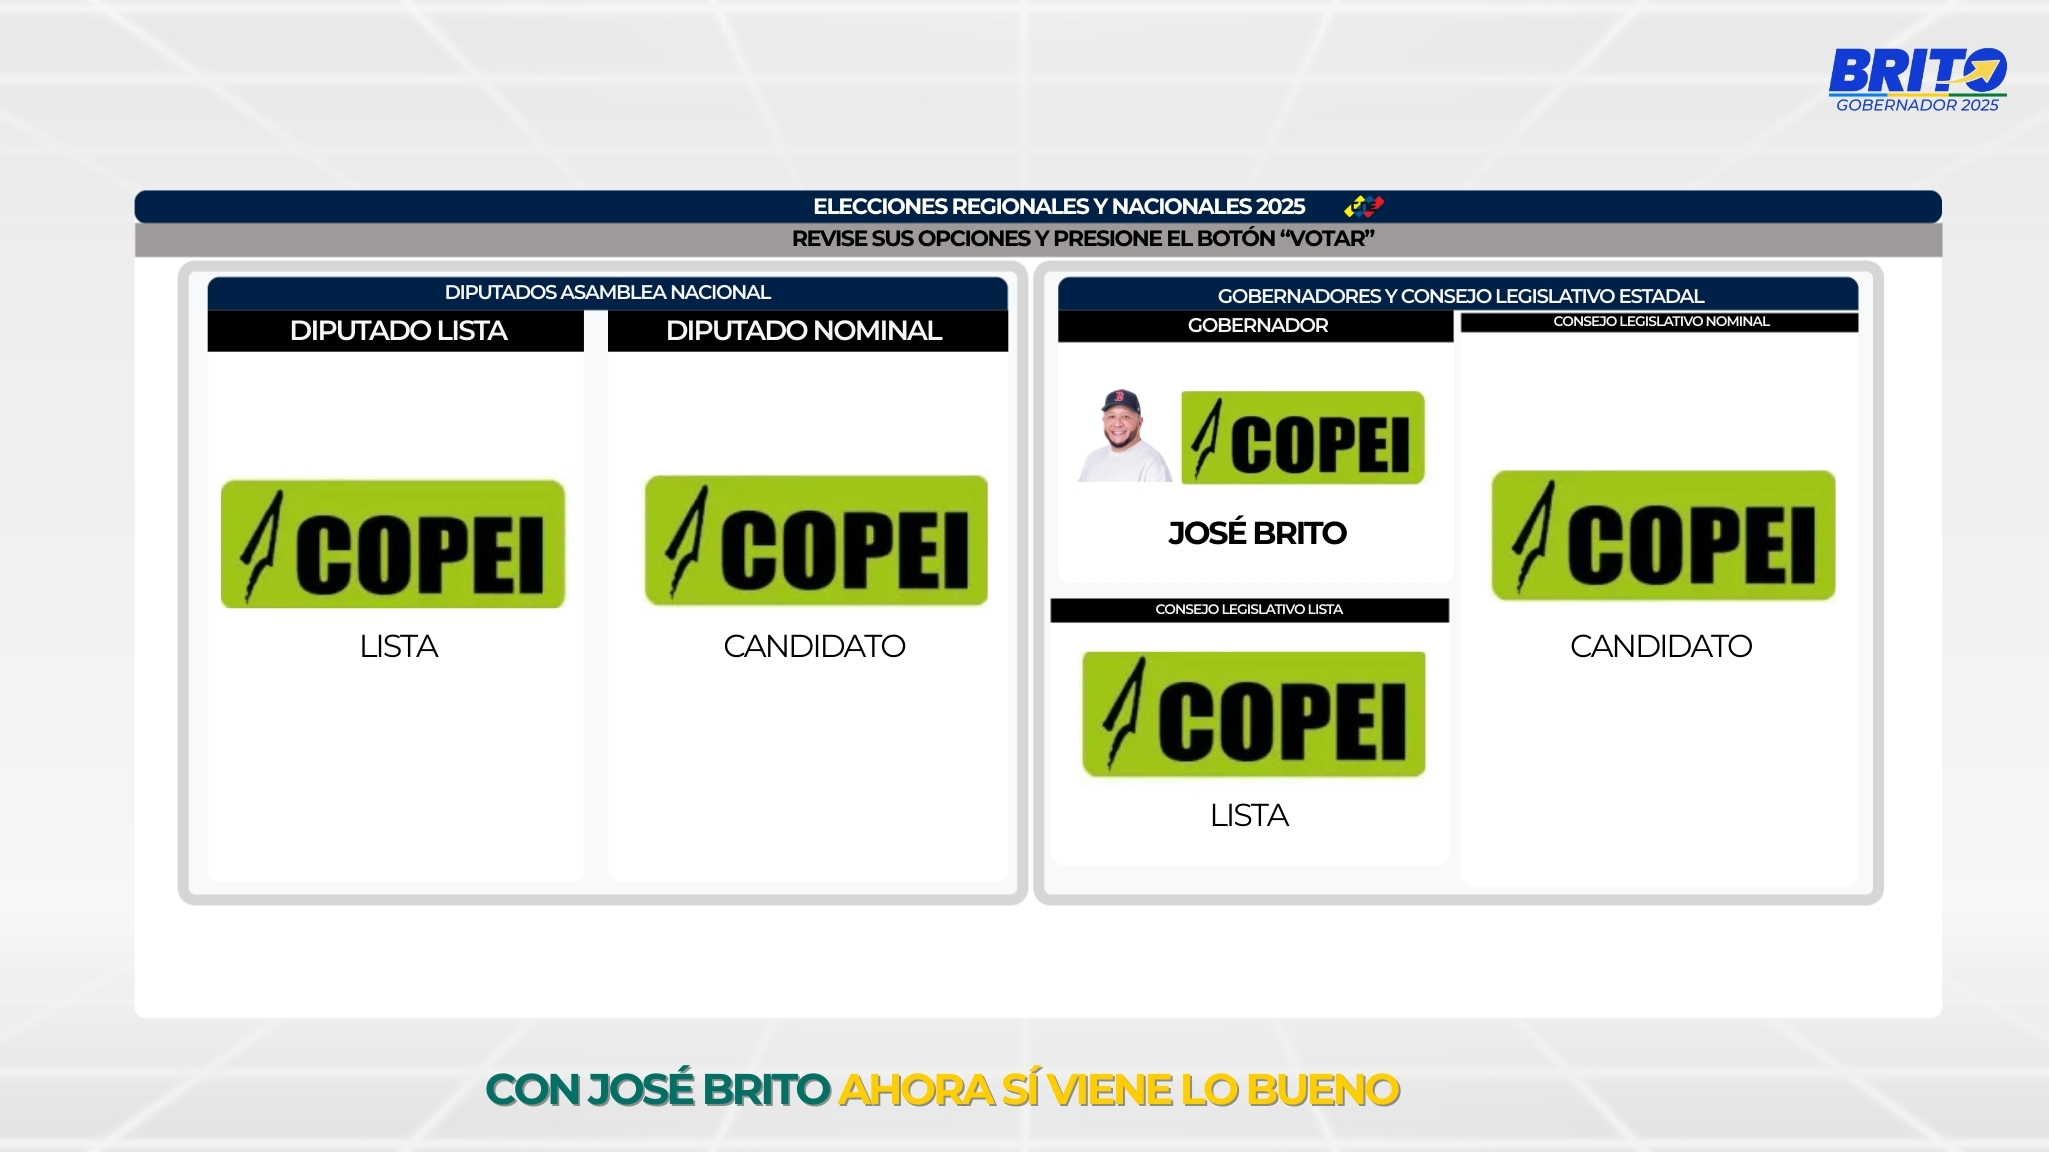 BRITO
GOBERNADOR 2025
ELECCIONES REGIONALES Y NACIONALES 2025
REVISE SUS OPCIONES Y PRESIONE EL BOTÓN “VOTAR”
DIPUTADOS ASAMBLEA NACIONAL
DIPUTADO LISTA
COPEI
LISTA
DIPUTADO NOMINAL
COPEI
CANDIDATO
GOBERNADORES Y CONSEJO LEGISLATIVO ESTADAL
GOBERNADOR
B
COPEI
JOSÉ BRITO
CONSEJO LEGISLATIVO LISTA
COPEI
LISTA
CONSEJO LEGISLATIVO NOMINAL
COPEI
CANDIDATO
CON JOSÉ BRITO AHORA SÍ VIENE LO BUENO